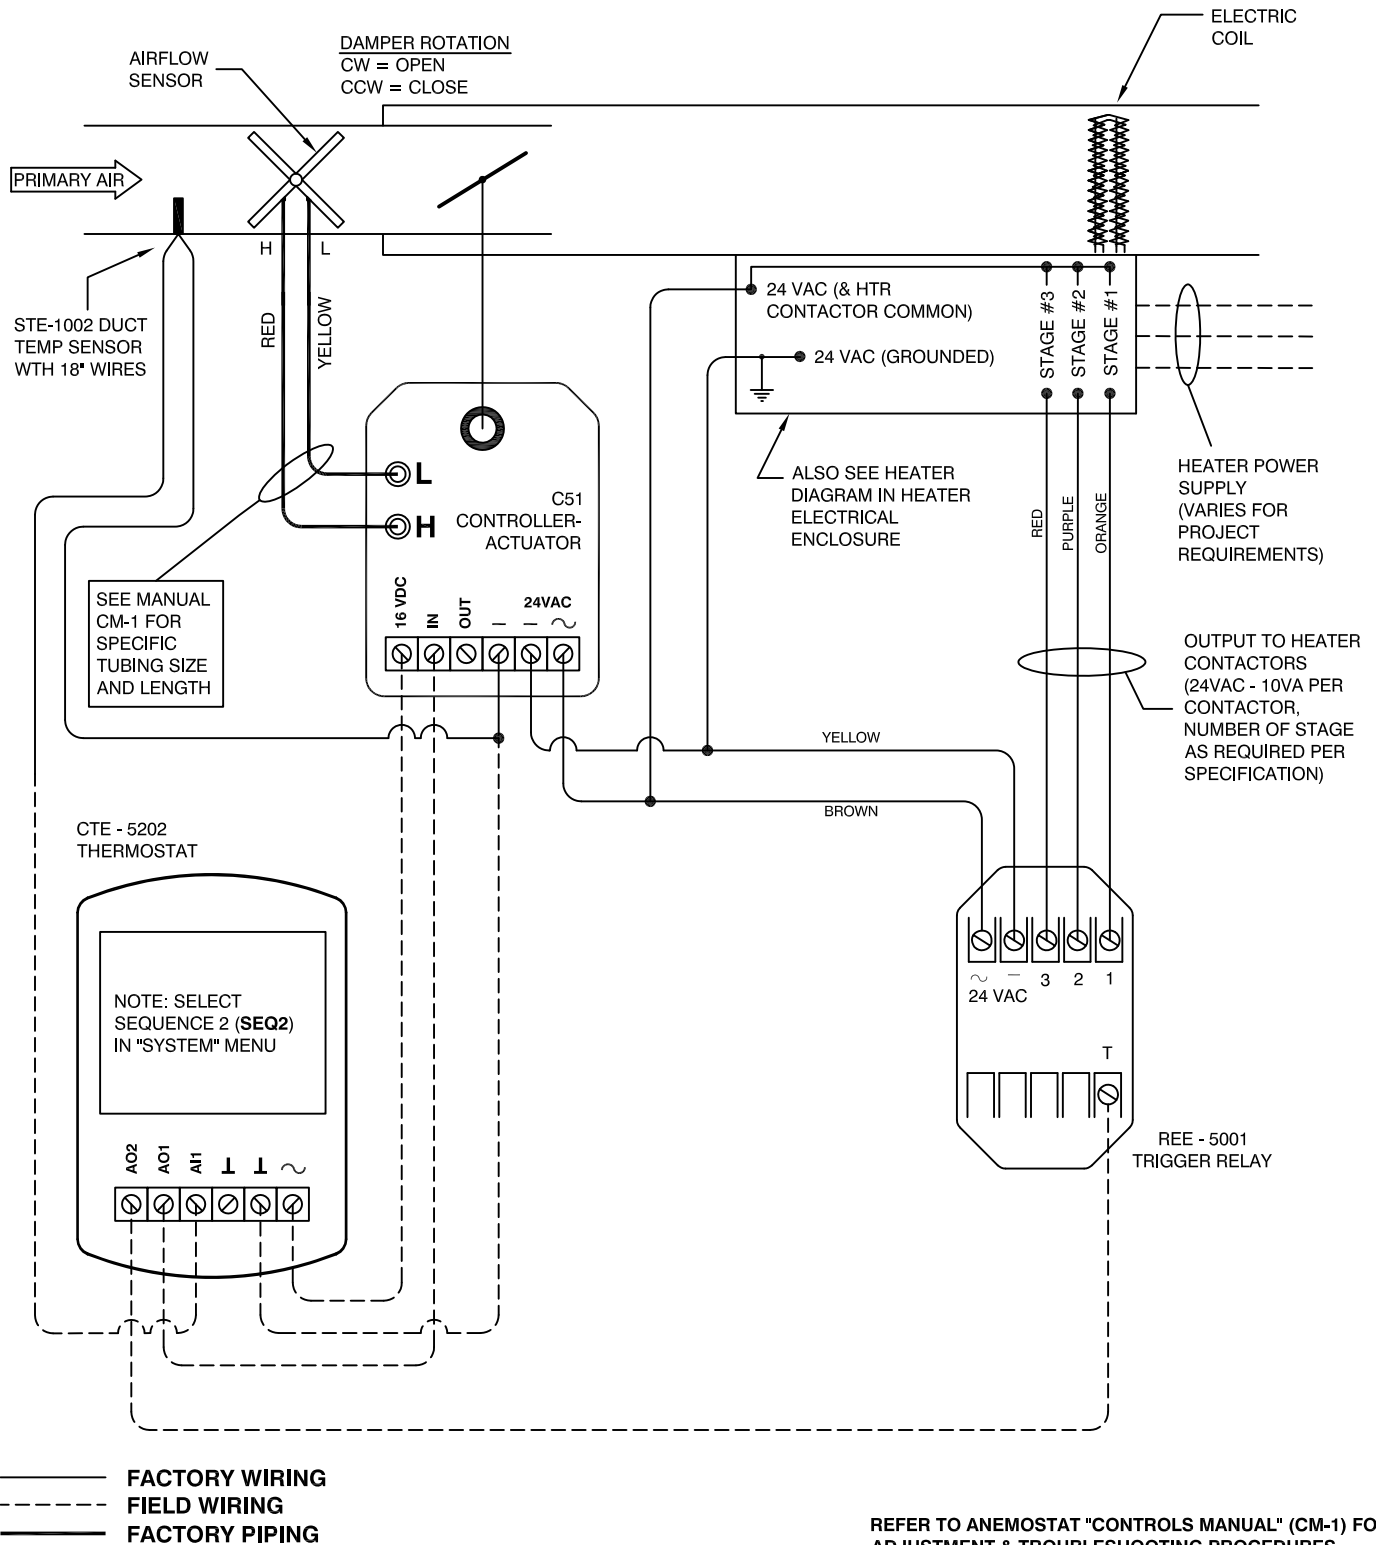 ELECTRIC
COIL
DAMPER ROTATION
CW = OPEN
CCW = CLOSE
AIRFLOW
SENSOR
PRIMARY AIR
H
L
RED
YELLOW
STE-1002 DUCT
TEMP SENSOR
WTH 18" WIRES
24 VAC (& HTR
CONTACTOR COMMON)
24 VAC (GROUNDED)
STAGE #3
STAGE #2
STAGE #1
L
H
C51
CONTROLLER-
ACTUATOR
ALSO SEE HEATER
DIAGRAM IN HEATER
ELECTRICAL
ENCLOSURE
RED
PURPLE
ORANGE
HEATER POWER
SUPPLY
(VARIES FOR
PROJECT
REQUIREMENTS)
SEE MANUAL
CM-1 FOR
SPECIFIC
TUBING SIZE
AND LENGTH
16 VDC
IN
OUT
24VAC
OUTPUT TO HEATER
CONTACTORS
(24VAC - 10VA PER
CONTACTOR,
NUMBER OF STAGE
AS REQUIRED PER
SPECIFICATION)
YELLOW
BROWN
CTE - 5202
THERMOSTAT
NOTE: SELECT
SEQUENCE 2 (SEQ2)
IN "SYSTEM" MENU
3 2 1
24 VAC
T
AO2
AO1
AI1
REE - 5001
TRIGGER RELAY
FACTORY WIRING
FIELD WIRING
FACTORY PIPING
REFER TO ANEMOSTAT "CONTROLS MANUAL" (CM-1) FO
ADJUSTMENT & TROUBLESHOOTING PROCEDURES